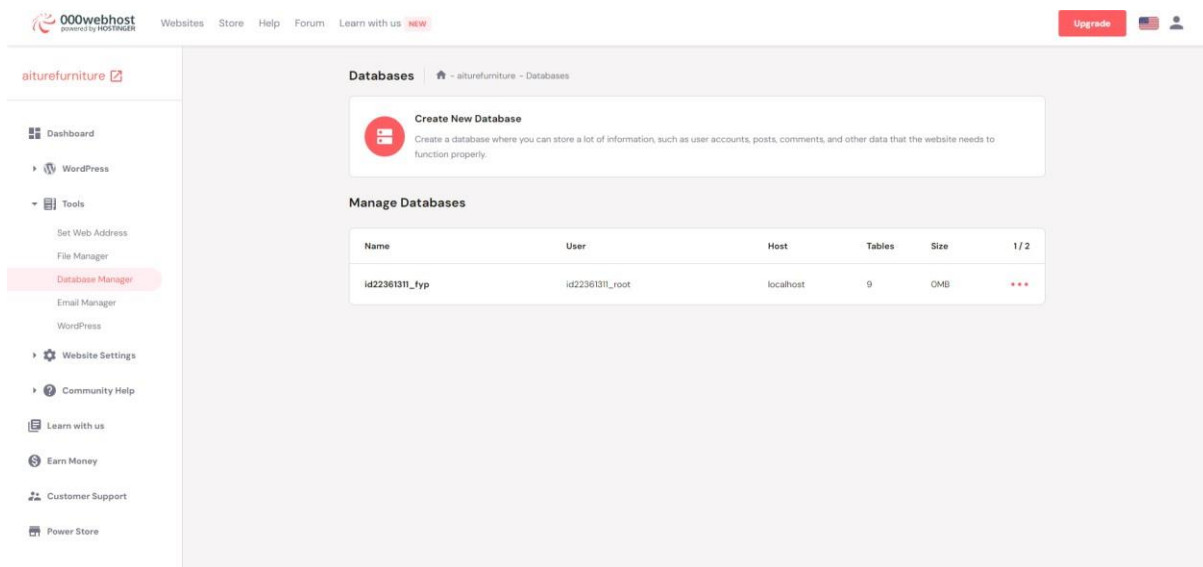 000webhost
powered by HOSTINGER
Websites Store Help Forum Learn with us NEW
Upgrade
aiturefurniture
Dashboard
WordPress
Tools
Set Web Address
File Manager
Database Manager
Email Manager
WordPress
Website Settings
Community Help
Learn with us
Earn Money
Customer Support
Power Store
Databases - aiturefurniture - Databases
Create New Database
Create a database where you can store a lot of information, such as user accounts, posts, comments, and other data that the website needs to
function properly.
Manage Databases
Name User Host Tables Size 1 / 2
id22361311_fyp id22361311_root localhost 9 0MB